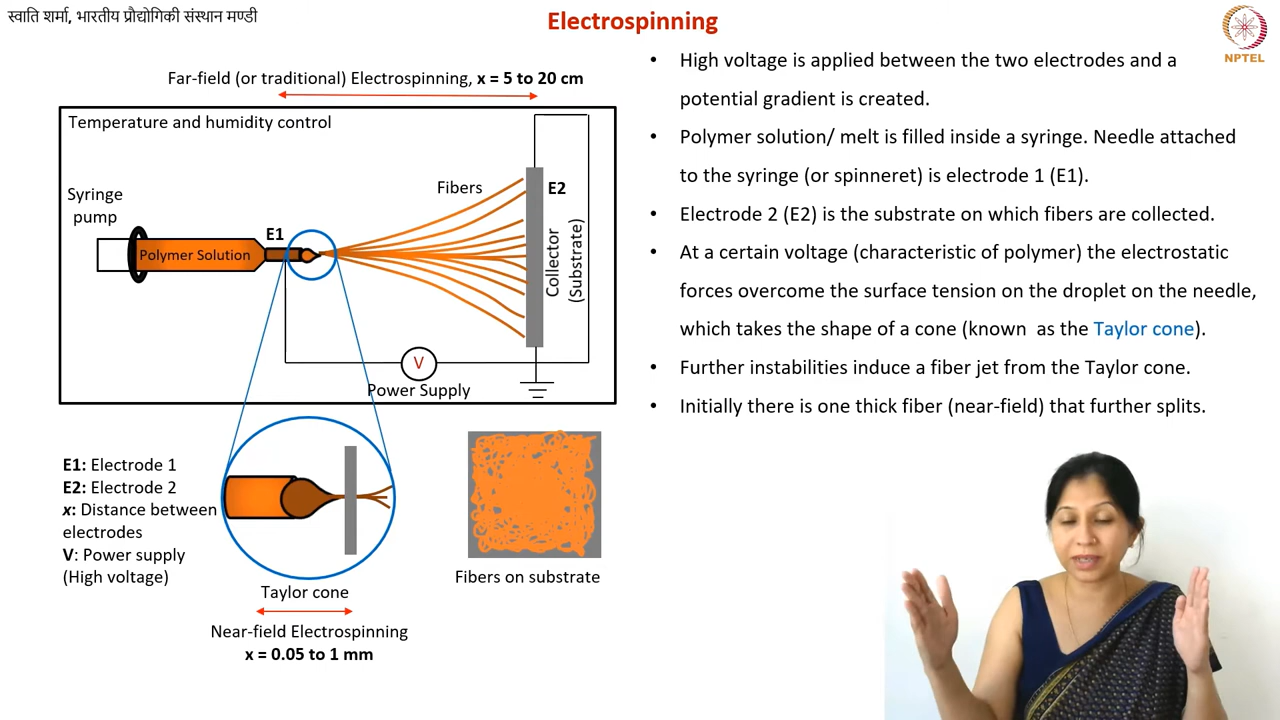 स्वाति शर्मा, भारतीय प्रौद्योगिकी संस्थान मण्डी
Electrospinning
NPTEL
Far-field (or traditional) Electrospinning, x = 5 to 20 cm
Temperature and humidity control
Syringe
pump
Polymer Solution
E1
Fibers
E2
Collector
(Substrate)
V
Power Supply
E1: Electrode 1
E2: Electrode 2
x: Distance between
electrodes
V: Power supply
(High voltage)
Taylor cone
Near-field Electrospinning
x = 0.05 to 1 mm
Fibers on substrate
• High voltage is applied between the two electrodes and a
potential gradient is created.
• Polymer solution/ melt is filled inside a syringe. Needle attached
to the syringe (or spinneret) is electrode 1 (E1).
• Electrode 2 (E2) is the substrate on which fibers are collected.
• At a certain voltage (characteristic of polymer) the electrostatic
forces overcome the surface tension on the droplet on the needle,
which takes the shape of a cone (known as the Taylor cone).
• Further instabilities induce a fiber jet from the Taylor cone.
• Initially there is one thick fiber (near-field) that further splits.